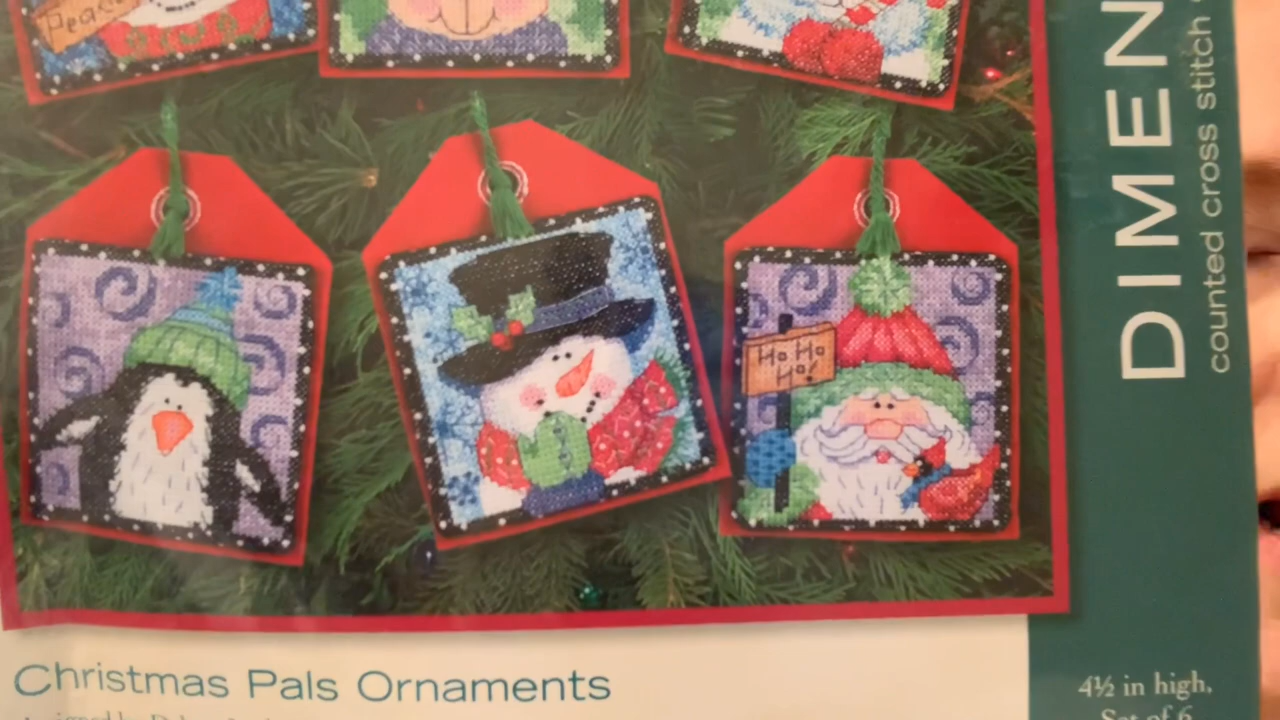 Peace
Ho Ho
Ho!
Christmas Pals Ornaments
DIMEN
counted cross stitch
4½ in high,
Set of 6